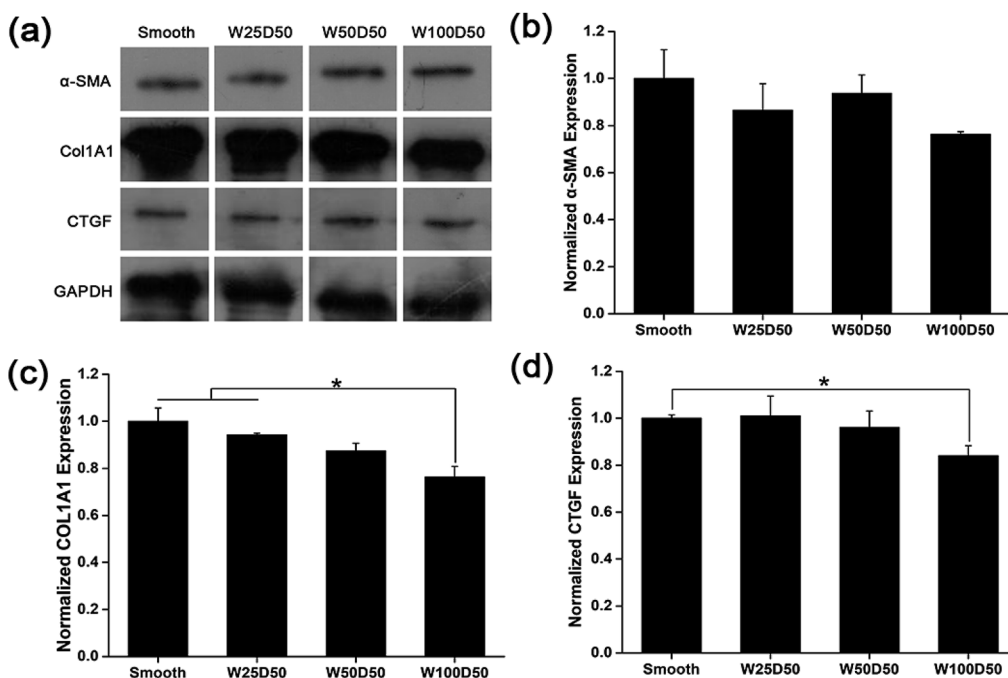 (a)
Smooth W25D50 W50D50 W100D50
α-SMA
Col1A1
CTGF
GAPDH
(b)
Normalized α-SMA Expression
1.2
1.0
0.8
0.6
0.4
0.2
0.0
Smooth W25D50 W50D50 W100D50
(c)
Normalized COL1A1 Expression
1.2
1.0
0.8
0.6
0.4
0.2
0.0
*
Smooth W25D50 W50D50 W100D50
(d)
Normalized CTGF Expression
1.2
1.0
0.8
0.6
0.4
0.2
0.0
*
Smooth W25D50 W50D50 W100D50